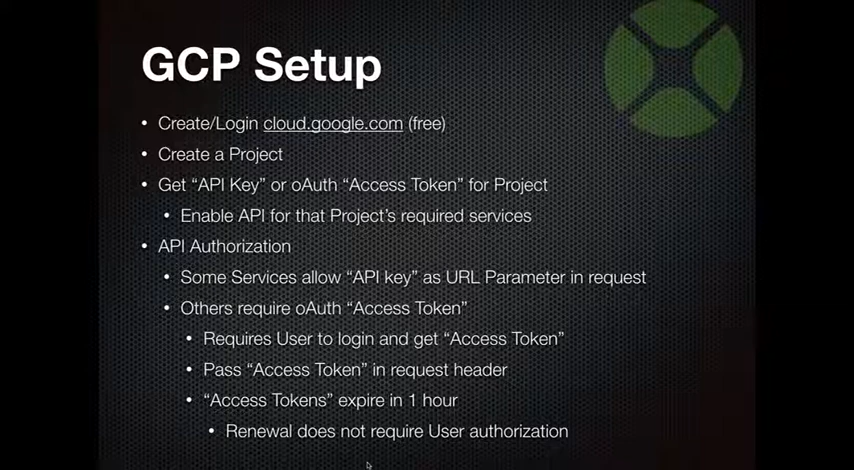 GCP Setup
• Create/Login cloud.google.com (free)
• Create a Project
• Get “API Key” or oAuth “Access Token” for Project
• Enable API for that Project’s required services
• API Authorization
• Some Services allow “API key” as URL Parameter in request
• Others require oAuth “Access Token”
• Requires User to login and get “Access Token”
• Pass “Access Token” in request header
• “Access Tokens” expire in 1 hour
• Renewal does not require User authorization